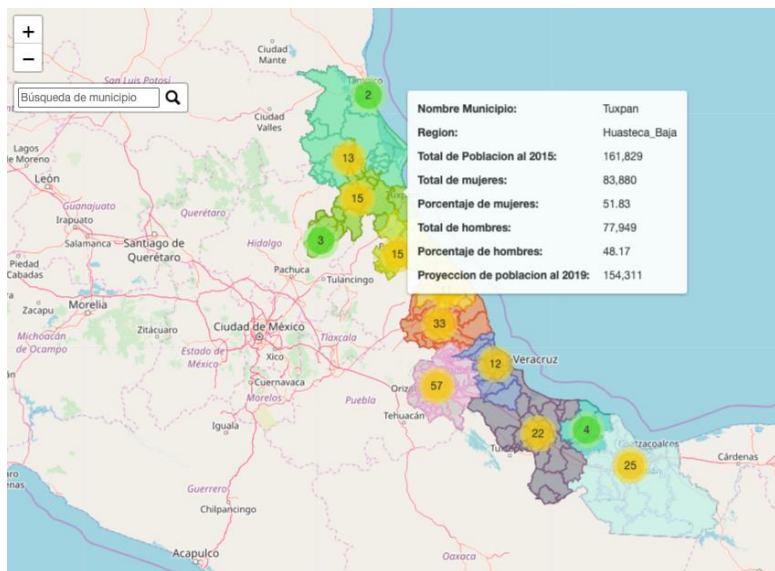 +
−
Búsqueda de municipio
Ciudad
Mante
San Luis Potosí
2
Ciudad
Valles
Lagos
de Moreno
León
13
15
3
15
Guanajuato
Irapuato
Salamanca
Querétaro
Santiago de
Querétaro
Hidalgo
Pachuca
Tulancingo
Piedad
Cabadas
Zacapu
Morelia
Michoacán
de Ocampo
Zitácuaro
Estado de
México
Ciudad de México
Xico
Tlaxcala
Cuernavaca
Morelos
Puebla
Tehuacán
Iguala
Guerrero
Chilpancingo
Acapulco
Oaxaca
Nombre Municipio: Tuxpan
Region: Huasteca_Baja
Total de Poblacion al 2015: 161,829
Total de mujeres: 83,880
Porcentaje de mujeres: 51.83
Total de hombres: 77,949
Porcentaje de hombres: 48.17
Proyeccion de poblacion al 2019: 154,311
33
12
Veracruz
57
22
4
25
Cárdenas